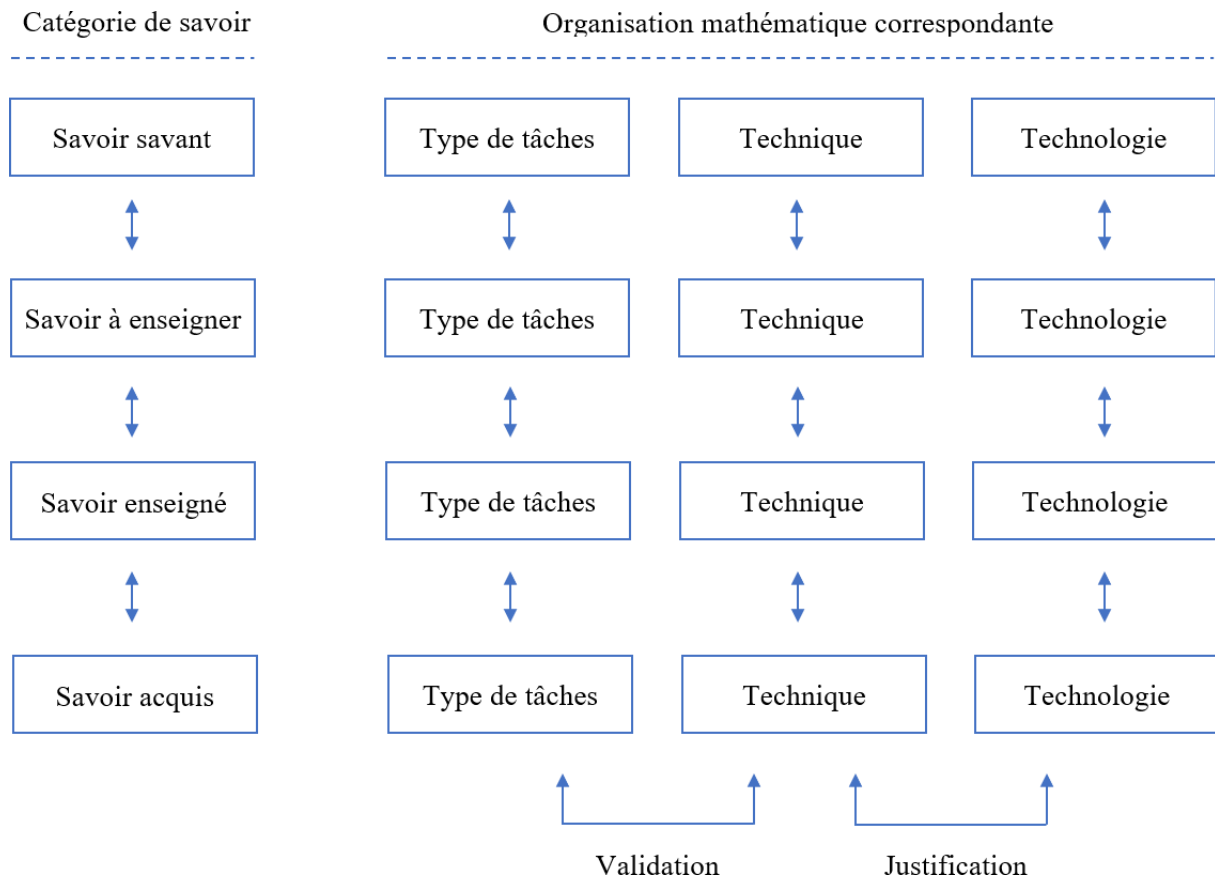 Catégorie de savoir
Organisation mathématique correspondante
Savoir savant
Type de tâches
Technique
Technologie
Savoir à enseigner
Type de tâches
Technique
Technologie
Savoir enseigné
Type de tâches
Technique
Technologie
Savoir acquis
Type de tâches
Technique
Technologie
Validation
Justification